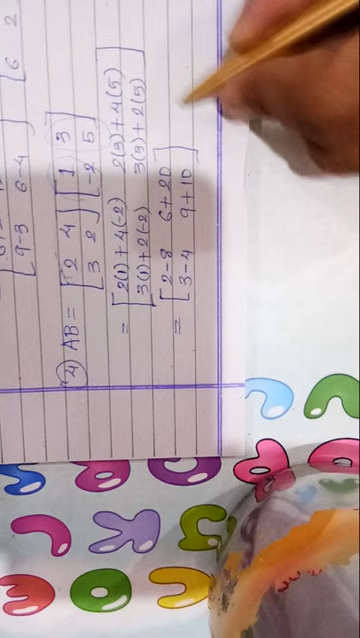 9-3 6-4 ] [ 6 2
(4) AB = [ 2 4 ] [ 1 3 ]
[ 3 2 ] [ -2 5 ]
= [ 2(1)+4(-2) 2(3)+4(5) ]
[ 3(1)+2(-2) 3(3)+2(5) ]
= [ 2-8 6+20 ]
[ 3-4 9+10 ]